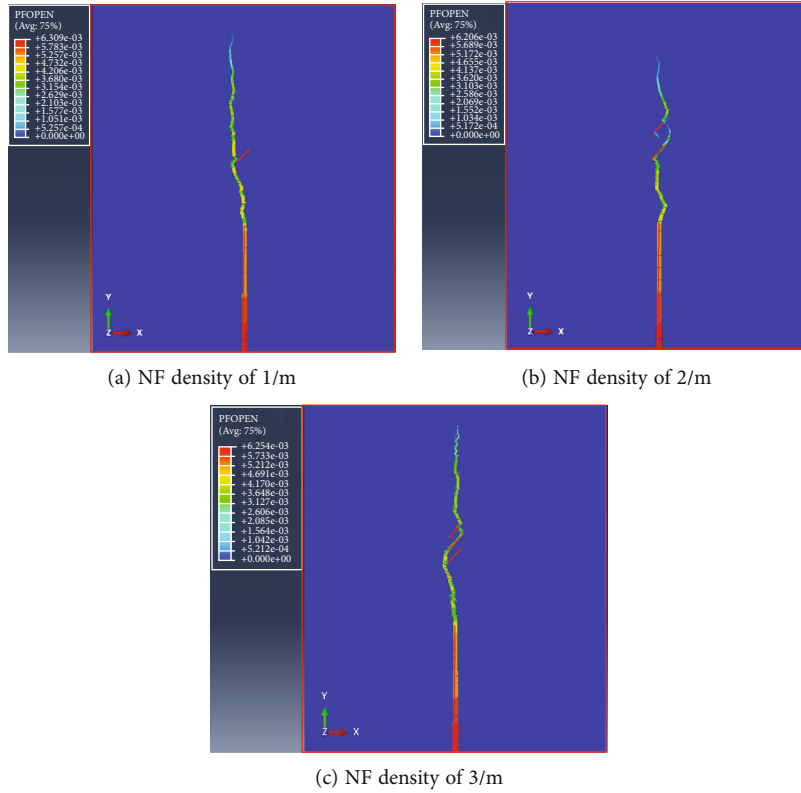 PFOPEN
(Avg: 75%)
+6.309e-03
+5.783e-03
+5.257e-03
+4.732e-03
+4.206e-03
+3.680e-03
+3.154e-03
+2.629e-03
+2.103e-03
+1.577e-03
+1.051e-03
+5.257e-04
+0.000e+00
Y
Z X
(a) NF density of 1/m
PFOPEN
(Avg: 75%)
+6.206e-03
+5.689e-03
+5.172e-03
+4.655e-03
+4.137e-03
+3.620e-03
+3.103e-03
+2.586e-03
+2.069e-03
+1.552e-03
+1.034e-03
+5.172e-04
+0.000e+00
Y
Z X
(b) NF density of 2/m
PFOPEN
(Avg: 75%)
+6.254e-03
+5.733e-03
+5.212e-03
+4.691e-03
+4.170e-03
+3.648e-03
+3.127e-03
+2.606e-03
+2.085e-03
+1.564e-03
+1.042e-03
+5.212e-04
+0.000e+00
Y
Z X
(c) NF density of 3/m